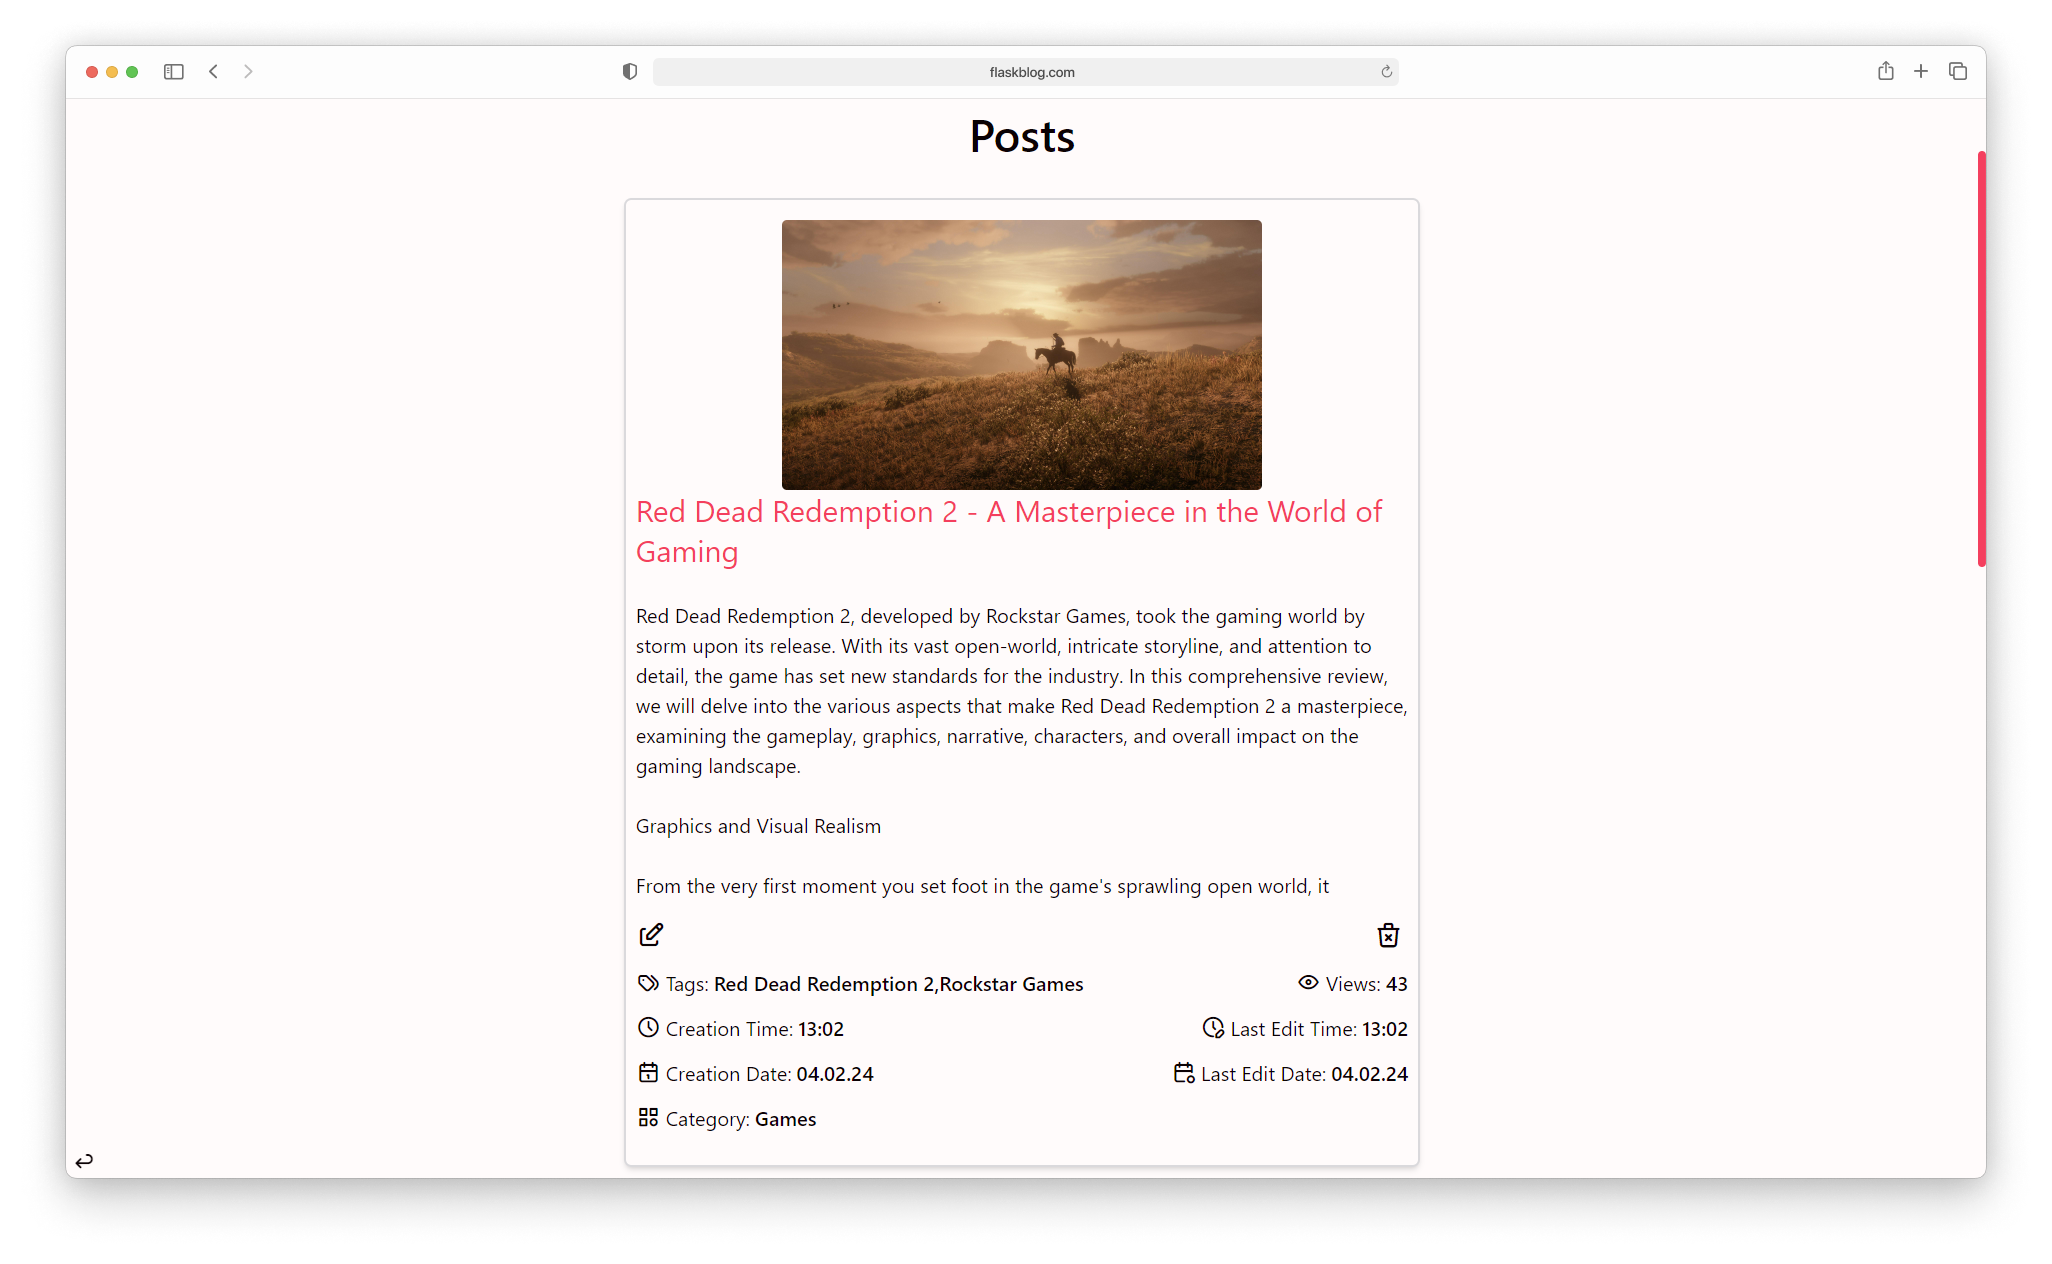 flaskblog.com
Posts
Red Dead Redemption 2 - A Masterpiece in the World of
Gaming
Red Dead Redemption 2, developed by Rockstar Games, took the gaming world by
storm upon its release. With its vast open-world, intricate storyline, and attention to
detail, the game has set new standards for the industry. In this comprehensive review,
we will delve into the various aspects that make Red Dead Redemption 2 a masterpiece,
examining the gameplay, graphics, narrative, characters, and overall impact on the
gaming landscape.
Graphics and Visual Realism
From the very first moment you set foot in the game's sprawling open world, it
Tags: Red Dead Redemption 2,Rockstar Games
Views: 43
Creation Time: 13:02
Last Edit Time: 13:02
Creation Date: 04.02.24
Last Edit Date: 04.02.24
Category: Games